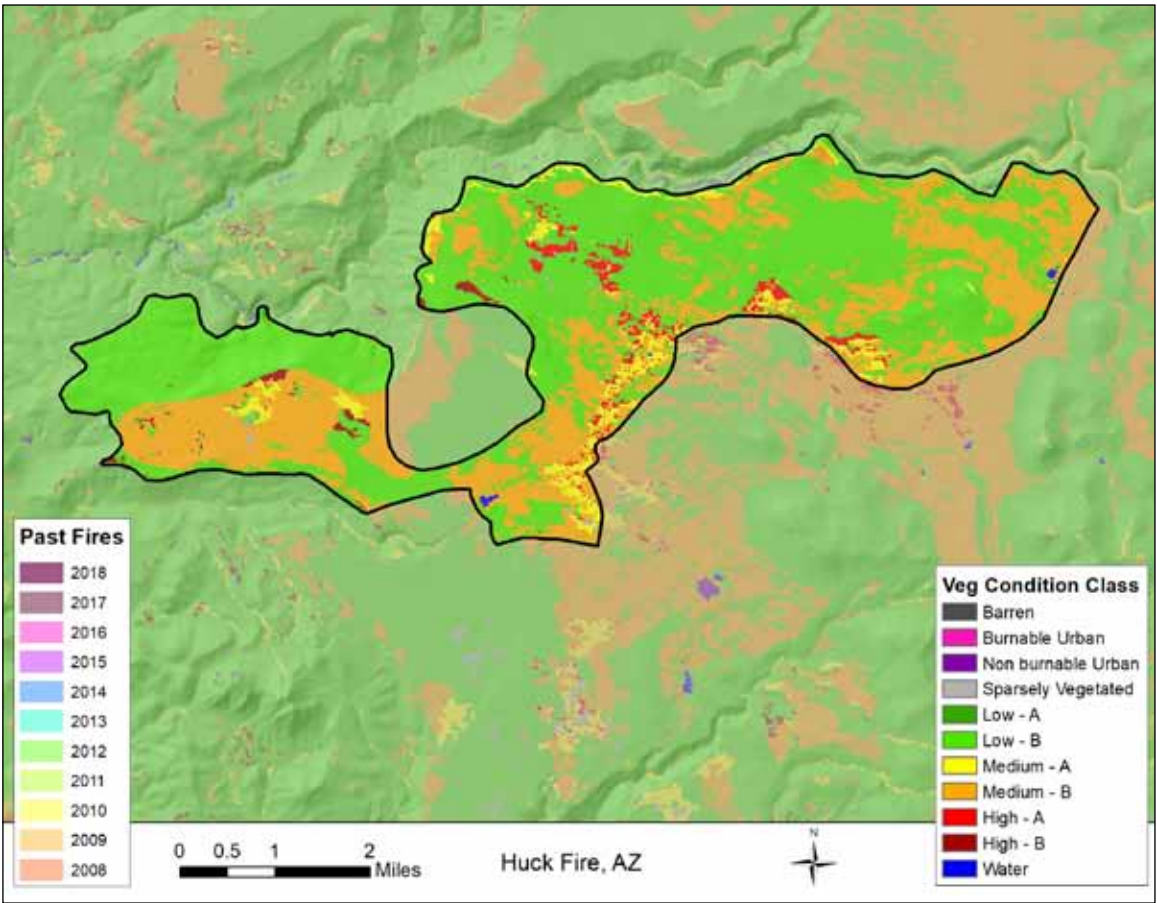 Past Fires
2018
2017
2016
2015
2014
2013
2012
2011
2010
2009
2008
Veg Condition Class
Barren
Burnable Urban
Non burnable Urban
Sparsely Vegetated
Low - A
Low - B
Medium - A
Medium - B
High - A
High - B
Water
0 0.5 1 2
Miles
Huck Fire, AZ
N